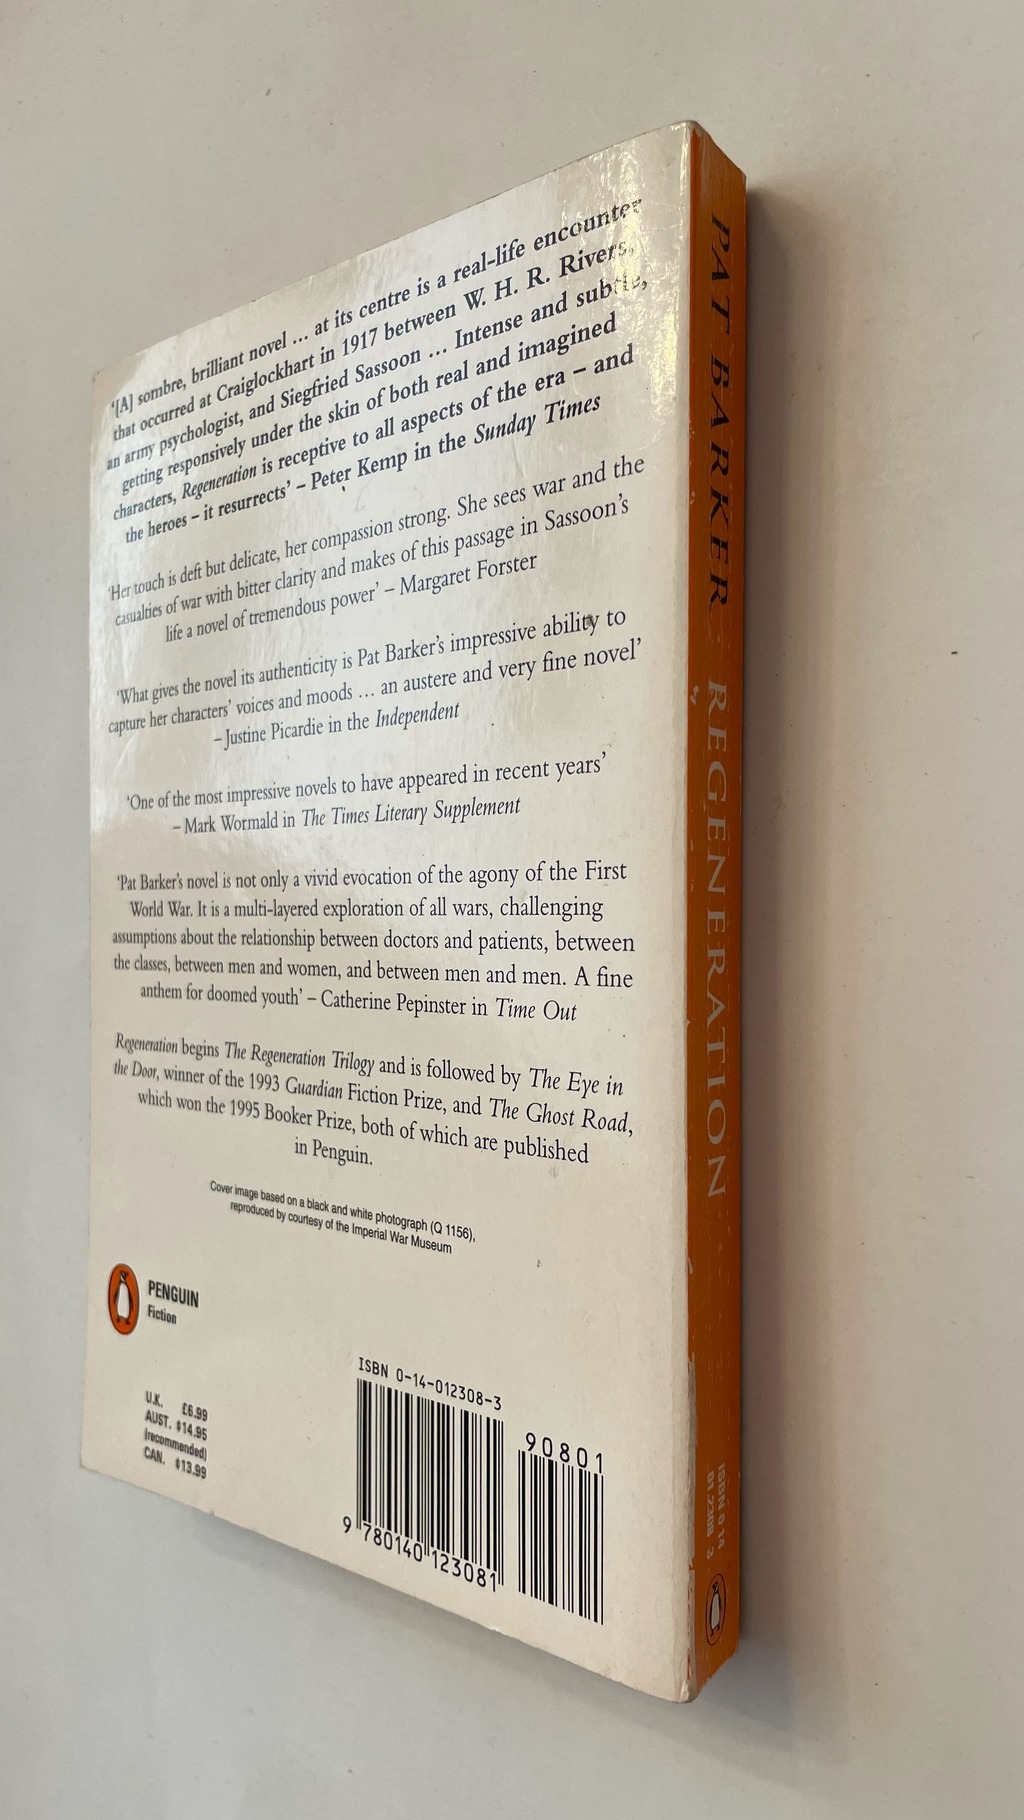 '[A] sombre, brilliant novel ... at its centre is a real-life encounter
that occurred at Craiglockhart in 1917 between W. H. R. Rivers,
an army psychologist, and Siegfried Sassoon ... Intense and subtle,
getting responsively under the skin of both real and imagined
characters, Regeneration is receptive to all aspects of the era – and
the heroes – it resurrects' – Peter Kemp in the Sunday Times
'Her touch is deft but delicate, her compassion strong. She sees war and the
casualties of war with bitter clarity and makes of this passage in Sassoon's
life a novel of tremendous power' – Margaret Forster
'What gives the novel its authenticity is Pat Barker's impressive ability to
capture her characters' voices and moods ... an austere and very fine novel'
– Justine Picardie in the Independent
'One of the most impressive novels to have appeared in recent years'
– Mark Wormald in The Times Literary Supplement
'Pat Barker's novel is not only a vivid evocation of the agony of the First
World War. It is a multi-layered exploration of all wars, challenging
assumptions about the relationship between doctors and patients, between
the classes, between men and women, and between men and men. A fine
anthem for doomed youth' – Catherine Pepinster in Time Out
Regeneration begins The Regeneration Trilogy and is followed by The Eye in
the Door, winner of the 1993 Guardian Fiction Prize, and The Ghost Road,
which won the 1995 Booker Prize, both of which are published
in Penguin.
Cover image based on a black and white photograph (Q 1156),
reproduced by courtesy of the Imperial War Museum
PENGUIN
Fiction
U.K. £6.99
AUST. $14.95
(recommended)
CAN. $13.99
ISBN 0-14-012308-3
90801
9 780140 123081
PAT BARKER REGENERATION
ISBN 0 14
01.2308 3